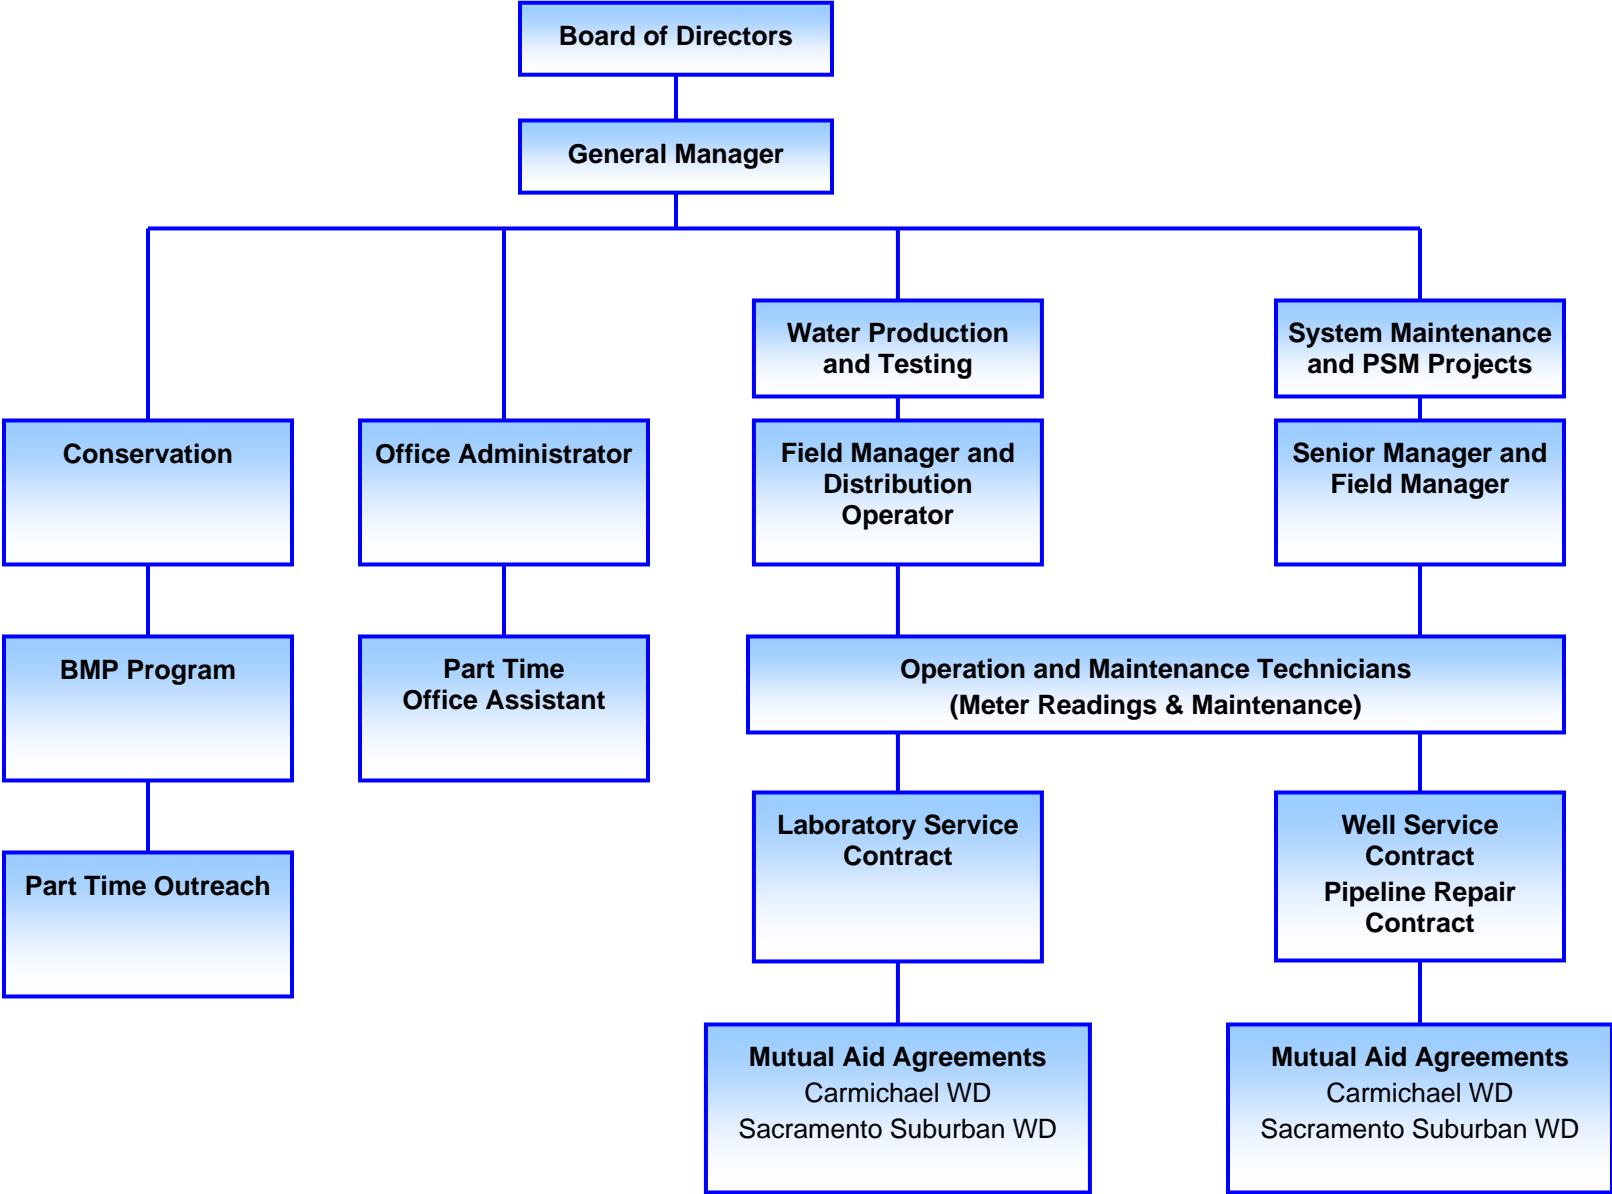 Board of Directors
General Manager
Water Production
and Testing
System Maintenance
and PSM Projects
Conservation
Office Administrator
Field Manager and
Distribution
Operator
Senior Manager and
Field Manager
BMP Program
Part Time
Office Assistant
Operation and Maintenance Technicians
(Meter Readings & Maintenance)
Part Time Outreach
Laboratory Service
Contract
Well Service
Contract
Pipeline Repair
Contract
Mutual Aid Agreements
Carmichael WD
Sacramento Suburban WD
Mutual Aid Agreements
Carmichael WD
Sacramento Suburban WD